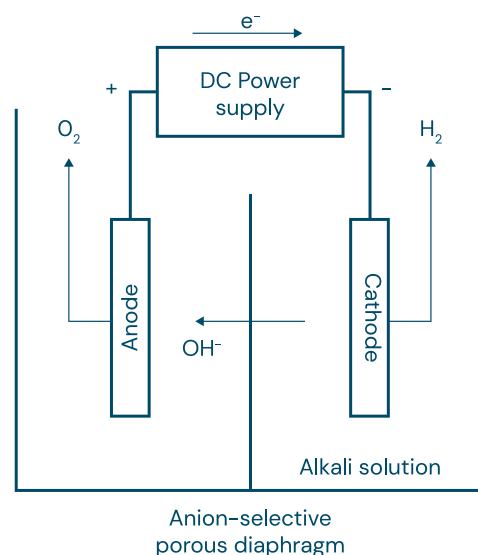 e⁻
DC Power
supply
+
-
O₂
H₂
Anode
Cathode
OH⁻
Alkali solution
Anion-selective
porous diaphragm